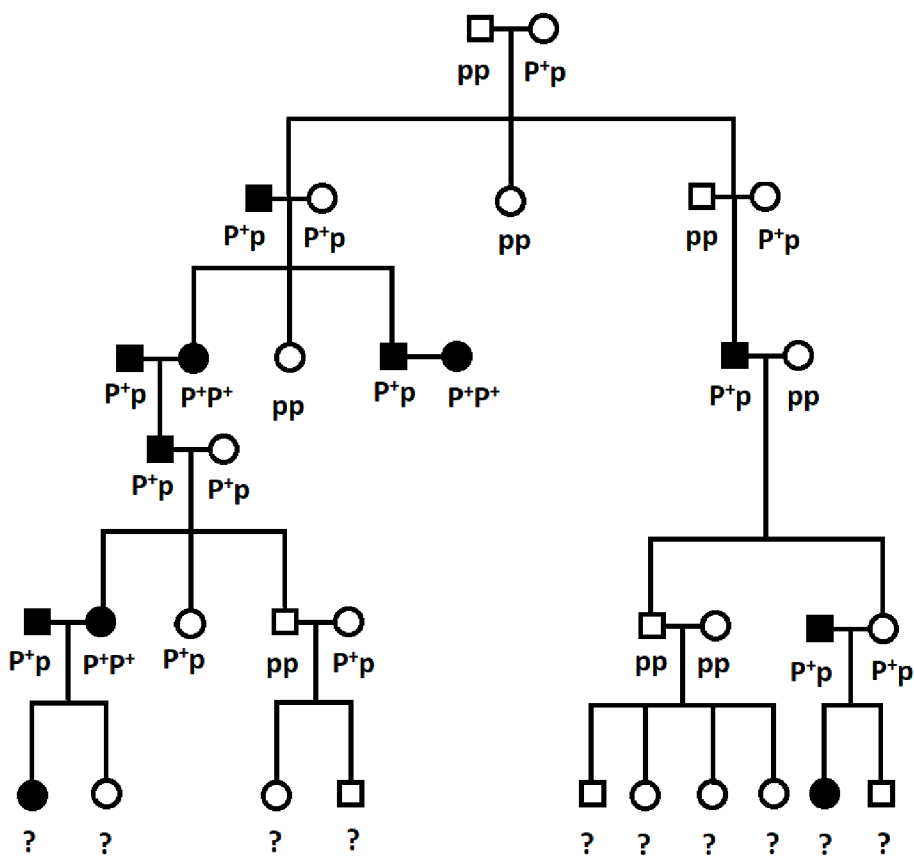 pp P⁺p
P⁺p P⁺p pp pp P⁺p
P⁺p P⁺P⁺ pp P⁺p P⁺P⁺ P⁺p pp
P⁺p P⁺p
P⁺p P⁺P⁺ P⁺p pp P⁺p pp pp P⁺p P⁺p
? ? ? ? ? ? ? ? ? ?